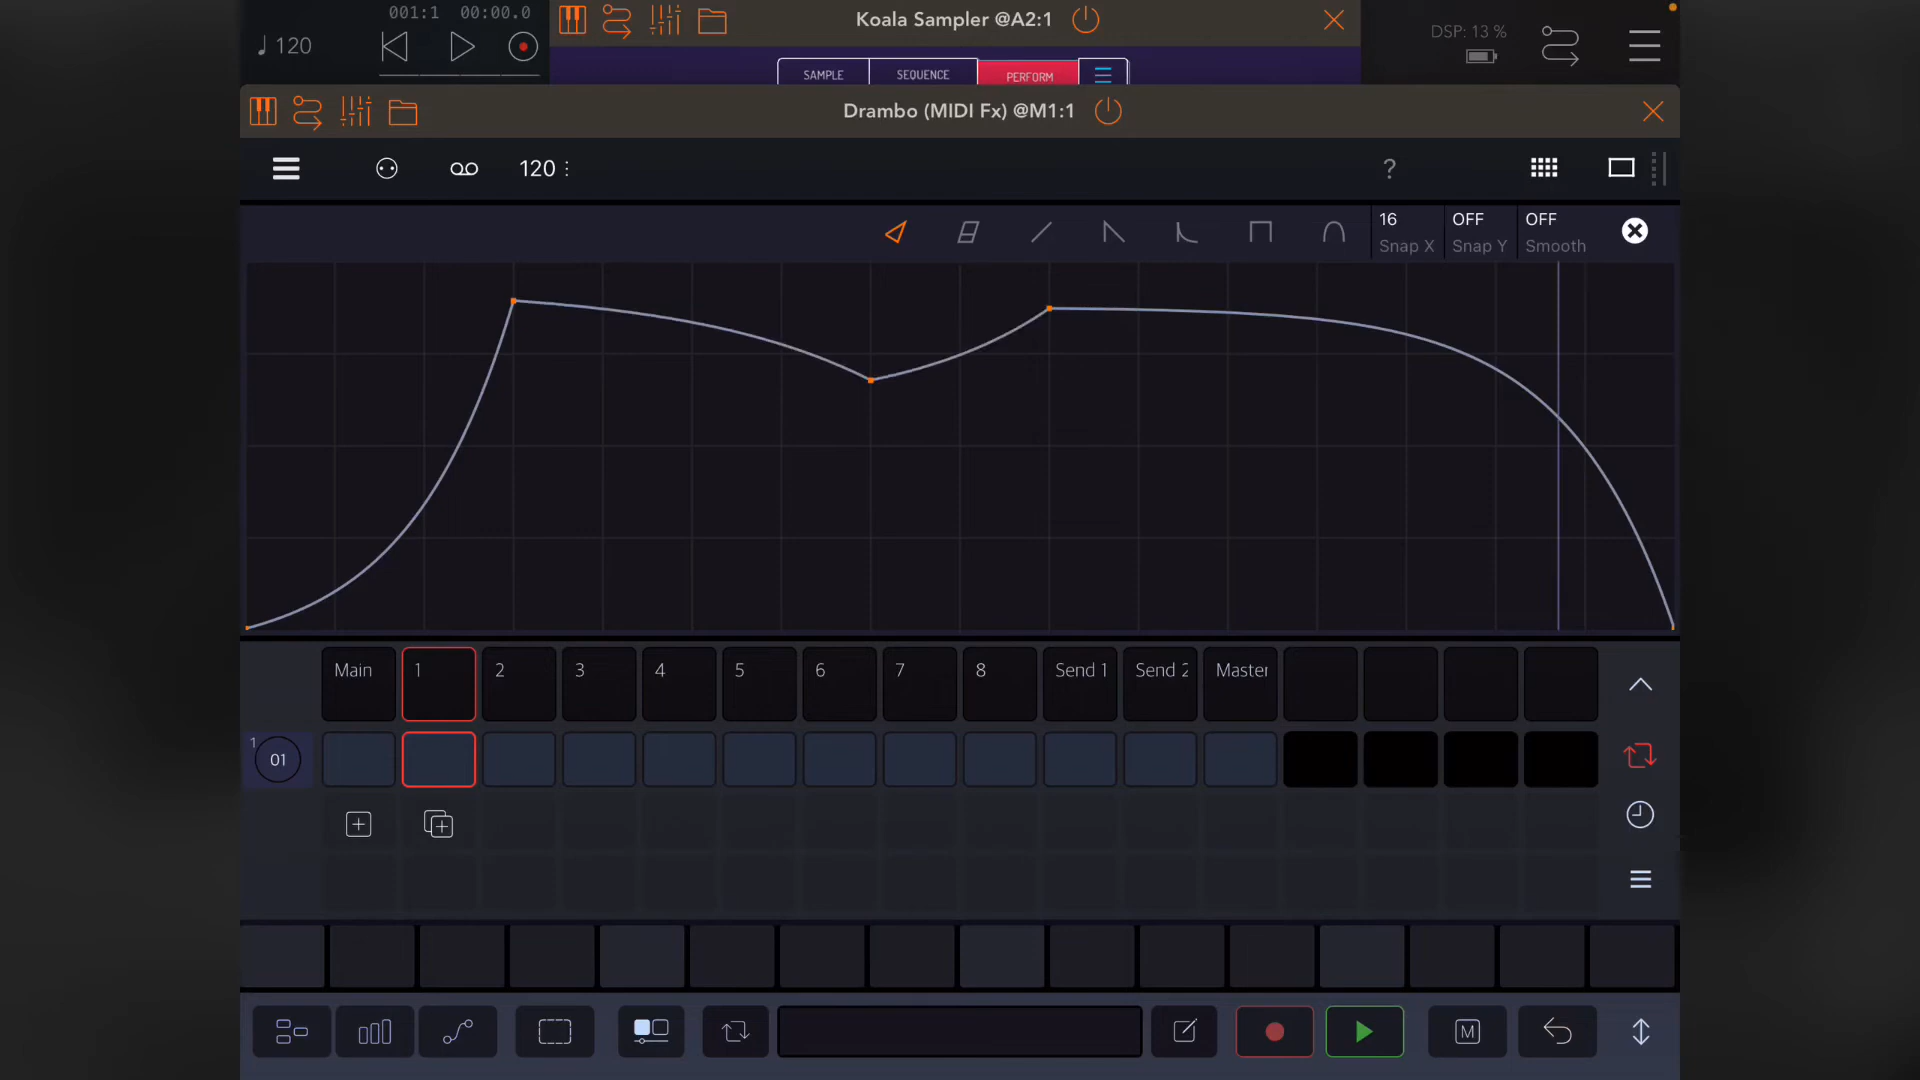 001:1 00:00.0
120
Koala Sampler @A2:1
DSP: 13 %
SAMPLE SEQUENCE PERFORM
Drambo (MIDI Fx) @M1:1
120
?
16 OFF OFF
Snap X Snap Y Smooth
Main 1 2 3 4 5 6 7 8 Send 1 Send 2 Master
1
01
M